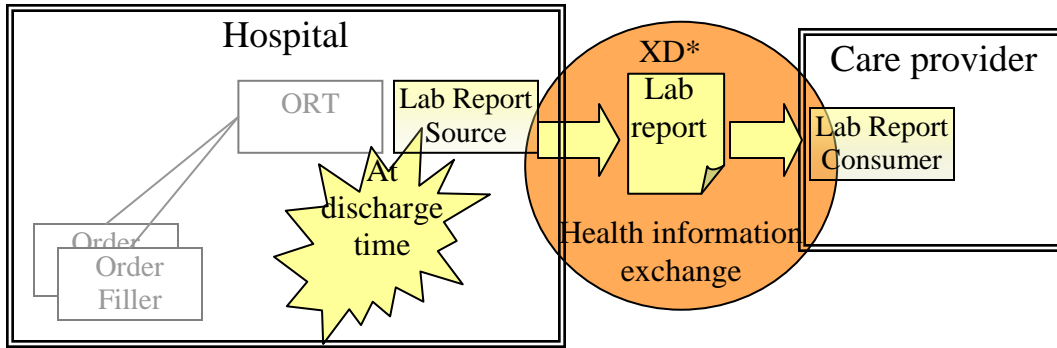 Hospital
ORT
Lab Report
Source
At
discharge
time
Order
Order
Filler
XD*
Lab
report
Health information
exchange
Care provider
Lab Report
Consumer